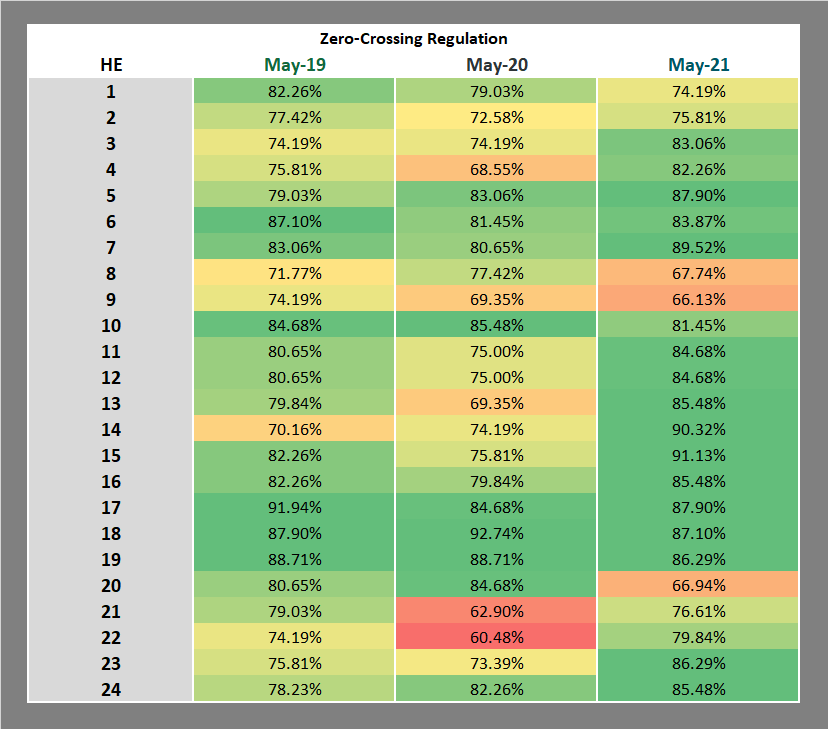 Zero-Crossing Regulation
HE May-19 May-20 May-21
1 82.26% 79.03% 74.19%
2 77.42% 72.58% 75.81%
3 74.19% 74.19% 83.06%
4 75.81% 68.55% 82.26%
5 79.03% 83.06% 87.90%
6 87.10% 81.45% 83.87%
7 83.06% 80.65% 89.52%
8 71.77% 77.42% 67.74%
9 74.19% 69.35% 66.13%
10 84.68% 85.48% 81.45%
11 80.65% 75.00% 84.68%
12 80.65% 75.00% 84.68%
13 79.84% 69.35% 85.48%
14 70.16% 74.19% 90.32%
15 82.26% 75.81% 91.13%
16 82.26% 79.84% 85.48%
17 91.94% 84.68% 87.90%
18 87.90% 92.74% 87.10%
19 88.71% 88.71% 86.29%
20 80.65% 84.68% 66.94%
21 79.03% 62.90% 76.61%
22 74.19% 60.48% 79.84%
23 75.81% 73.39% 86.29%
24 78.23% 82.26% 85.48%